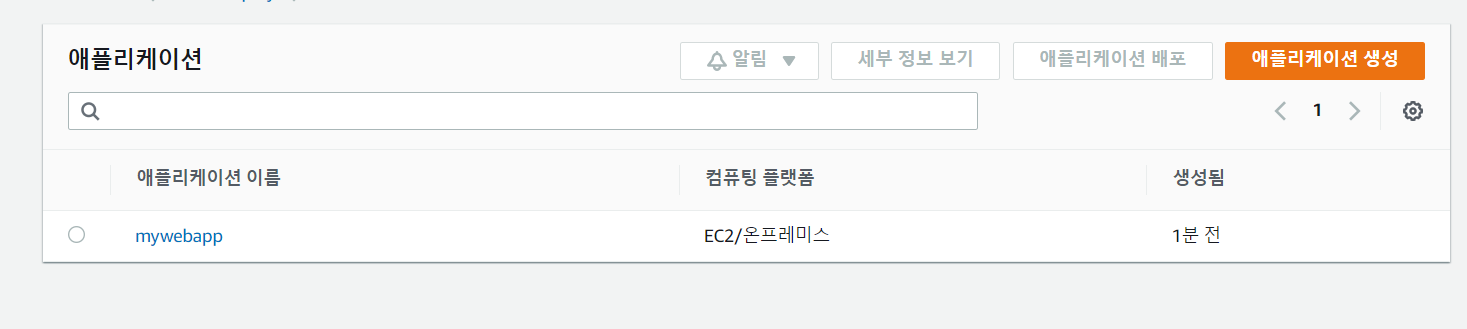 애플리케이션
알림
세부 정보 보기
애플리케이션 배포
애플리케이션 생성
1
애플리케이션 이름
컴퓨팅 플랫폼
생성됨
mywebapp
EC2/온프레미스
1분 전